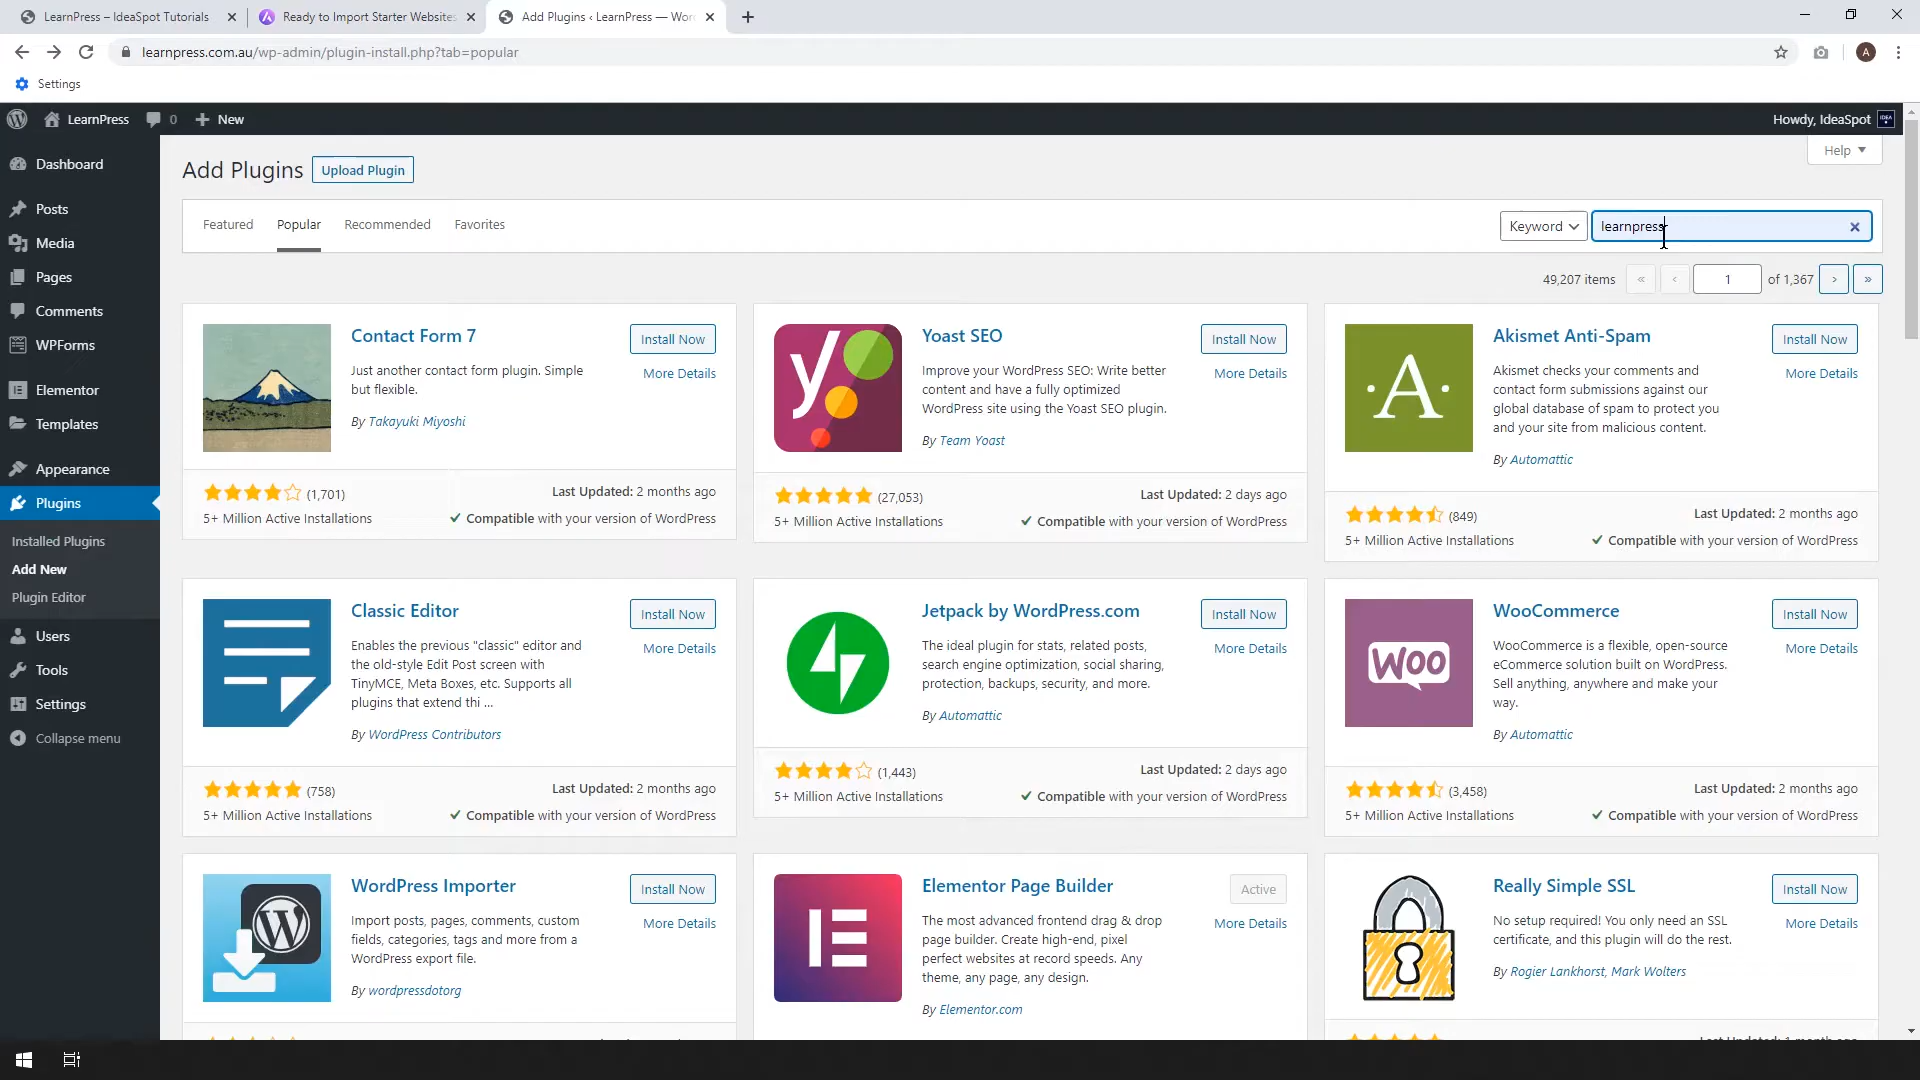 LearnPress – IdeaSpot Tutorials
Ready to Import Starter Websites
Add Plugins ‹ LearnPress — Wor
learnpress.com.au/wp-admin/plugin-install.php?tab=popular
A
Settings
LearnPress
0
New
Howdy, IdeaSpot
Dashboard
Posts
Media
Pages
Comments
WPForms
Elementor
Templates
Appearance
Plugins
Installed Plugins
Add New
Plugin Editor
Users
Tools
Settings
Collapse menu
Help
Add Plugins
Upload Plugin
Featured
Popular
Recommended
Favorites
Keyword
learnpress
49,207 items
«
‹
1
of 1,367
›
»
Contact Form 7
Install Now
More Details
Just another contact form plugin. Simple
but flexible.
By Takayuki Miyoshi
(1,701)
Last Updated: 2 months ago
5+ Million Active Installations
Compatible with your version of WordPress
y
Yoast SEO
Install Now
More Details
Improve your WordPress SEO: Write better
content and have a fully optimized
WordPress site using the Yoast SEO plugin.
By Team Yoast
(27,053)
Last Updated: 2 days ago
5+ Million Active Installations
Compatible with your version of WordPress
·A·
Akismet Anti-Spam
Install Now
More Details
Akismet checks your comments and
contact form submissions against our
global database of spam to protect you
and your site from malicious content.
By Automattic
(849)
Last Updated: 2 months ago
5+ Million Active Installations
Compatible with your version of WordPress
Classic Editor
Install Now
More Details
Enables the previous "classic" editor and
the old-style Edit Post screen with
TinyMCE, Meta Boxes, etc. Supports all
plugins that extend thi ...
By WordPress Contributors
(758)
Last Updated: 2 months ago
5+ Million Active Installations
Compatible with your version of WordPress
Jetpack by WordPress.com
Install Now
More Details
The ideal plugin for stats, related posts,
search engine optimization, social sharing,
protection, backups, security, and more.
By Automattic
(1,443)
Last Updated: 2 days ago
5+ Million Active Installations
Compatible with your version of WordPress
Woo
WooCommerce
Install Now
More Details
WooCommerce is a flexible, open-source
eCommerce solution built on WordPress.
Sell anything, anywhere and make your
way.
By Automattic
(3,458)
Last Updated: 2 months ago
5+ Million Active Installations
Compatible with your version of WordPress
WordPress Importer
Install Now
More Details
Import posts, pages, comments, custom
fields, categories, tags and more from a
WordPress export file.
By wordpressdotorg
Elementor Page Builder
Active
More Details
The most advanced frontend drag & drop
page builder. Create high-end, pixel
perfect websites at record speeds. Any
theme, any page, any design.
By Elementor.com
Really Simple SSL
Install Now
More Details
No setup required! You only need an SSL
certificate, and this plugin will do the rest.
By Rogier Lankhorst, Mark Wolters